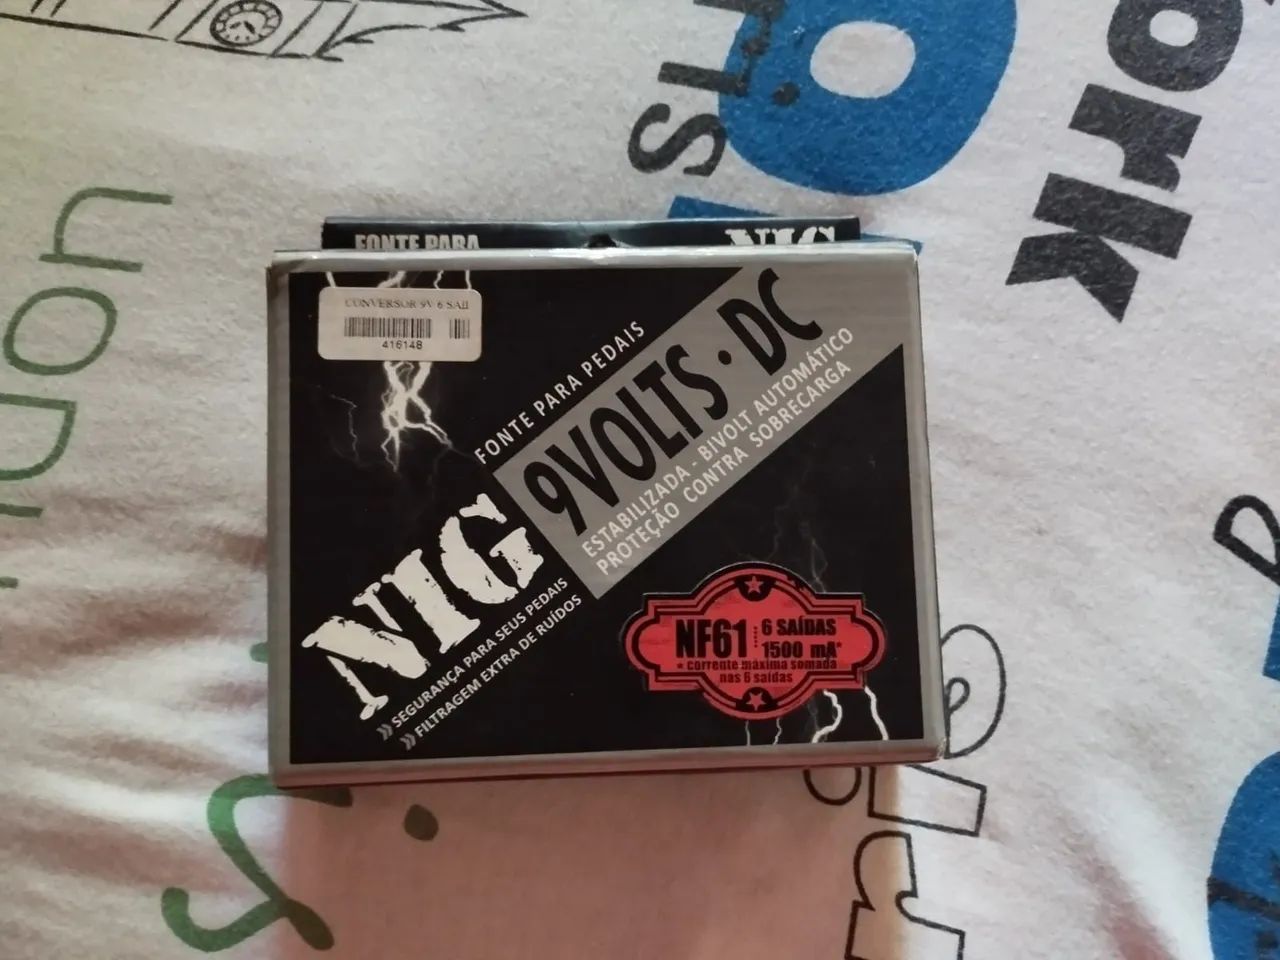 FONTE PARA
NIG
CONVERSOR 9V 6 SAI
416148
FONTE PARA PEDAIS
9VOLTS · DC
ESTABILIZADA - BIVOLT AUTOMÁTICO
PROTEÇÃO CONTRA SOBRECARGA
NIG
» SEGURANÇA PARA SEUS PEDAIS
» FILTRAGEM EXTRA DE RUÍDOS
NF61
6 SAÍDAS
1500 mA*
* corrente máxima somada
nas 6 saídas
ork